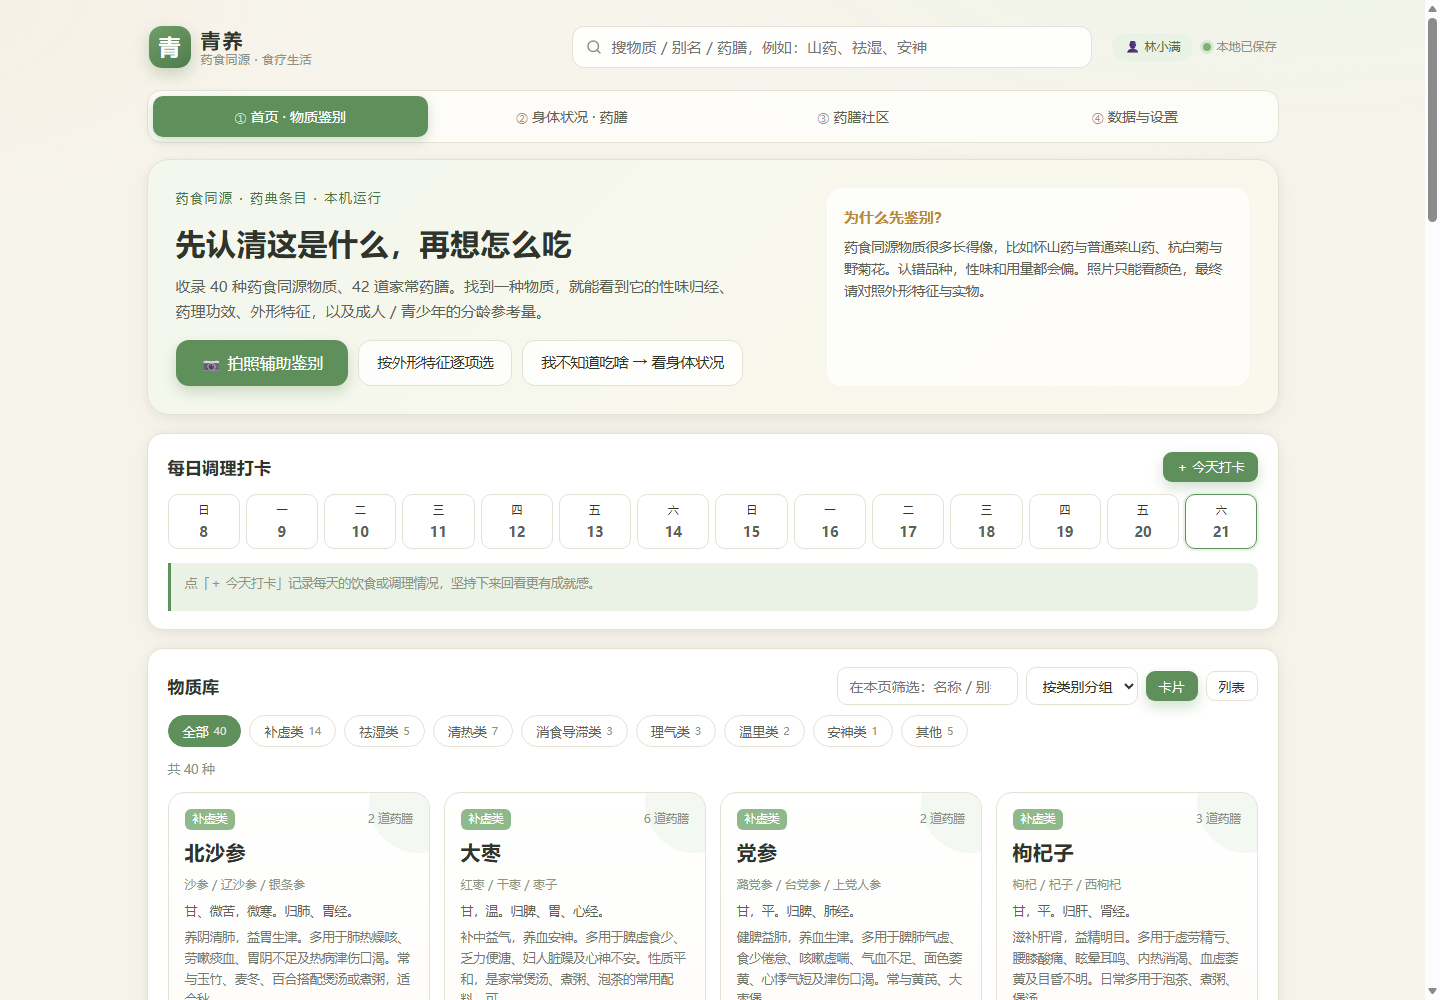 青
青养
药食同源 · 食疗生活
搜物质 / 别名 / 药膳，例如：山药、祛湿、安神
林小满
本地已保存
① 首页 · 物质鉴别
② 身体状况 · 药膳
③ 药膳社区
④ 数据与设置
药食同源 · 药典条目 · 本机运行
先认清这是什么，再想怎么吃
收录 40 种药食同源物质、42 道家常药膳。找到一种物质，就能看到它的性味归经、
药理功效、外形特征，以及成人 / 青少年的分龄参考量。
拍照辅助鉴别
按外形特征逐项选
我不知道吃啥 → 看身体状况
为什么先鉴别？
药食同源物质很多长得像，比如怀山药与普通菜山药、杭白菊与
野菊花。认错品种，性味和用量都会偏。照片只能看颜色，最终
请对照外形特征与实物。
每日调理打卡
+ 今天打卡
日 一 二 三 四 五 六 日 一 二 三 四 五 六
8 9 10 11 12 13 14 15 16 17 18 19 20 21
点「+ 今天打卡」记录每天的饮食或调理情况，坚持下来回看更有成就感。
物质库
在本页筛选：名称 / 别
按类别分组
卡片
列表
全部 40
补虚类 14
祛湿类 5
清热类 7
消食导滞类 3
理气类 3
温里类 2
安神类 1
其他 5
共 40 种
补虚类
2 道药膳
北沙参
沙参 / 辽沙参 / 银条参
甘、微苦，微寒。归肺、胃经。
养阴清肺，益胃生津。多用于肺热燥咳、
劳嗽痰血、胃阴不足及热病津伤口渴。常
与玉竹、麦冬、百合搭配煲汤或煮粥，适
合秋
补虚类
6 道药膳
大枣
红枣 / 干枣 / 枣子
甘，温。归脾、胃、心经。
补中益气，养血安神。多用于脾虚食少、
乏力便溏、妇人脏躁及心神不安。性质平
和，是家常煲汤、煮粥、泡茶的常用配
料，可
补虚类
2 道药膳
党参
潞党参 / 台党参 / 上党人参
甘，平。归脾、肺经。
健脾益肺，养血生津。多用于脾肺气虚、
食少倦怠、咳嗽虚喘、气血不足、面色萎
黄、心悸气短及津伤口渴。常与黄芪、大
枣煲
补虚类
3 道药膳
枸杞子
枸杞 / 杞子 / 西枸杞
甘，平。归肝、肾经。
滋补肝肾，益精明目。多用于虚劳精亏、
腰膝酸痛、眩晕耳鸣、内热消渴、血虚萎
黄及目昏不明。日常多用于泡茶、煮粥、
煲汤